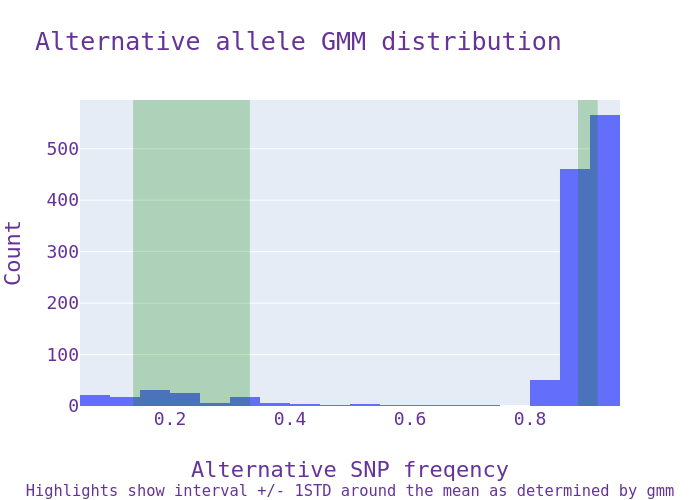 Alternative allele GMM distribution
Count
500
400
300
200
100
0
0.2 0.4 0.6 0.8
Alternative SNP freqency
Highlights show interval +/- 1STD around the mean as determined by gmm